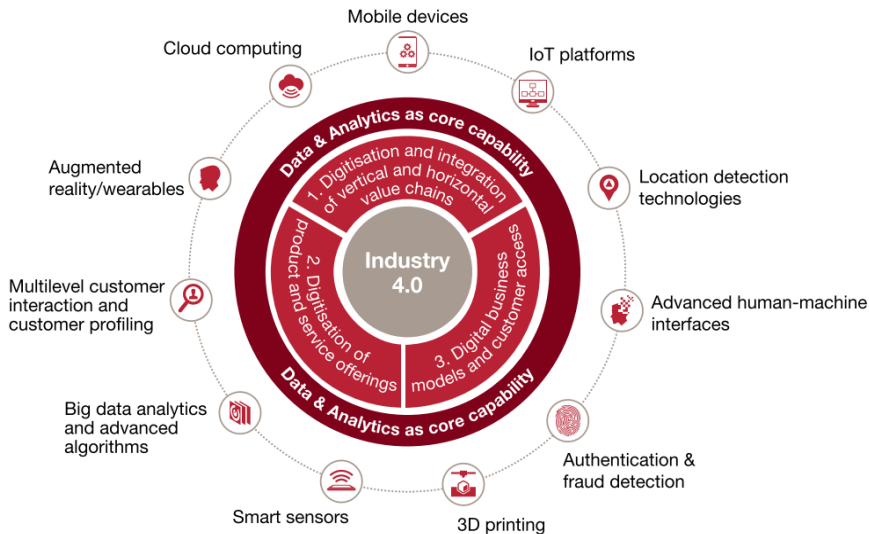 Mobile devices
Cloud computing
IoT platforms
Augmented
reality/wearables
Location detection
technologies
Multilevel customer
interaction and
customer profiling
Advanced human-machine
interfaces
Big data analytics
and advanced
algorithms
Authentication &
fraud detection
Smart sensors
3D printing
Data & Analytics as core capability
1. Digitisation and integration
of vertical and horizontal
value chains
2. Digitisation of
product and service offerings
3. Digital business
models and customer access
Industry
4.0
Data & Analytics as core capability